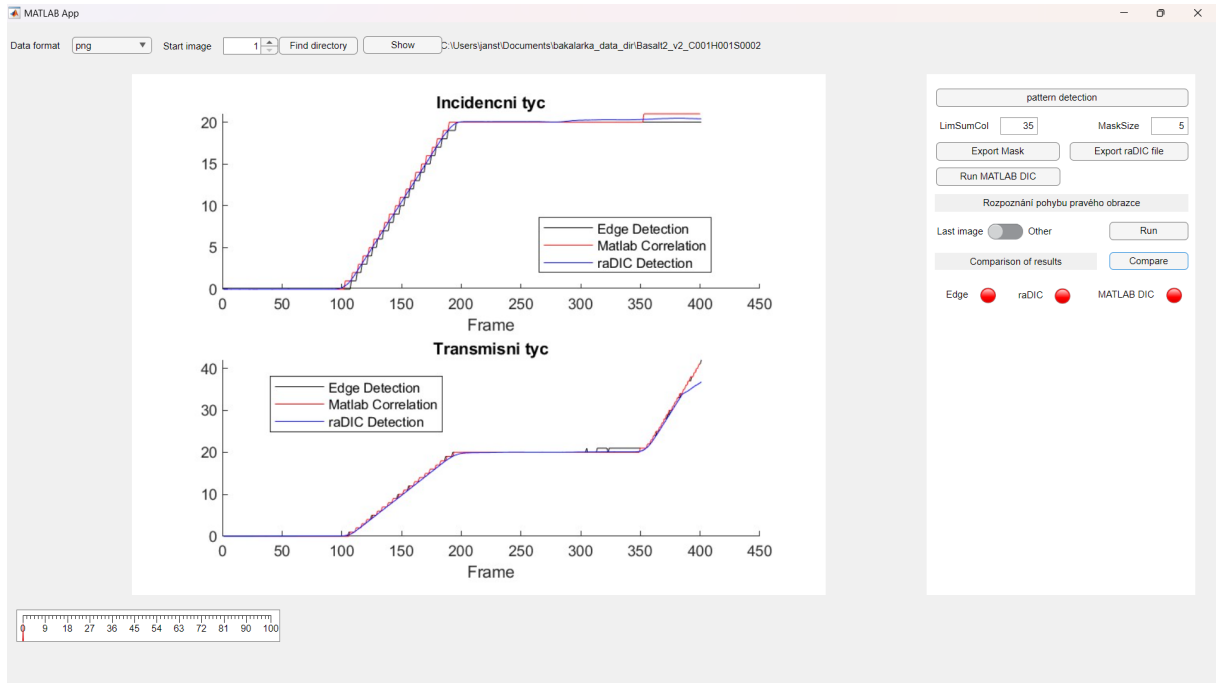 MATLAB App
Data format png Start image 1 Find directory Show C:\Users\janst\Documents\bakalarka_data_dir\Basalt2_v2_C001H001S0002
Incidencni tyc
20
15
10
5
0
0 50 100 150 200 250 300 350 400 450
Frame
Edge Detection
Matlab Correlation
raDIC Detection
Transmisni tyc
40
30
20
10
0
0 50 100 150 200 250 300 350 400 450
Frame
Edge Detection
Matlab Correlation
raDIC Detection
pattern detection
LimSumCol 35 MaskSize 5
Export Mask Export raDIC file
Run MATLAB DIC
Rozpoznání pohybu pravého obrazce
Last image Other Run
Comparison of results Compare
Edge raDIC MATLAB DIC
0 9 18 27 36 45 54 63 72 81 90 100